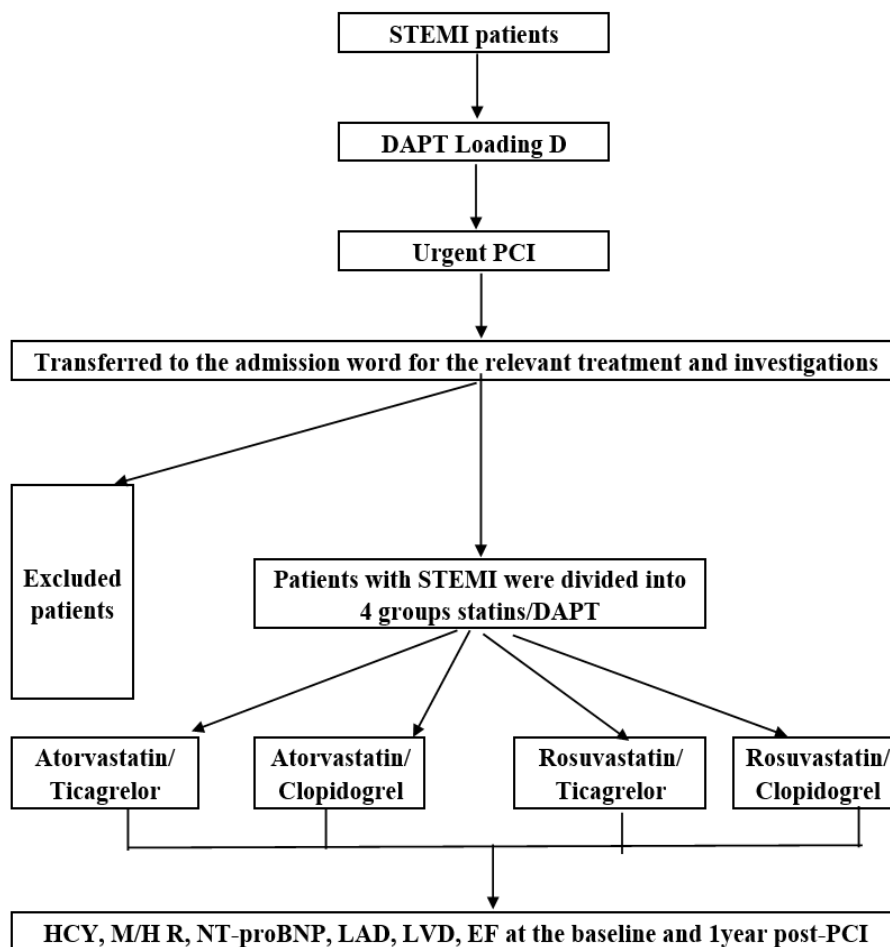 STEMI patients
DAPT Loading D
Urgent PCI
Transferred to the admission word for the relevant treatment and investigations
Excluded
patients
Patients with STEMI were divided into
4 groups statins/DAPT
Atorvastatin/
Ticagrelor
Atorvastatin/
Clopidogrel
Rosuvastatin/
Ticagrelor
Rosuvastatin/
Clopidogrel
HCY, M/H R, NT-proBNP, LAD, LVD, EF at the baseline and 1year post-PCI